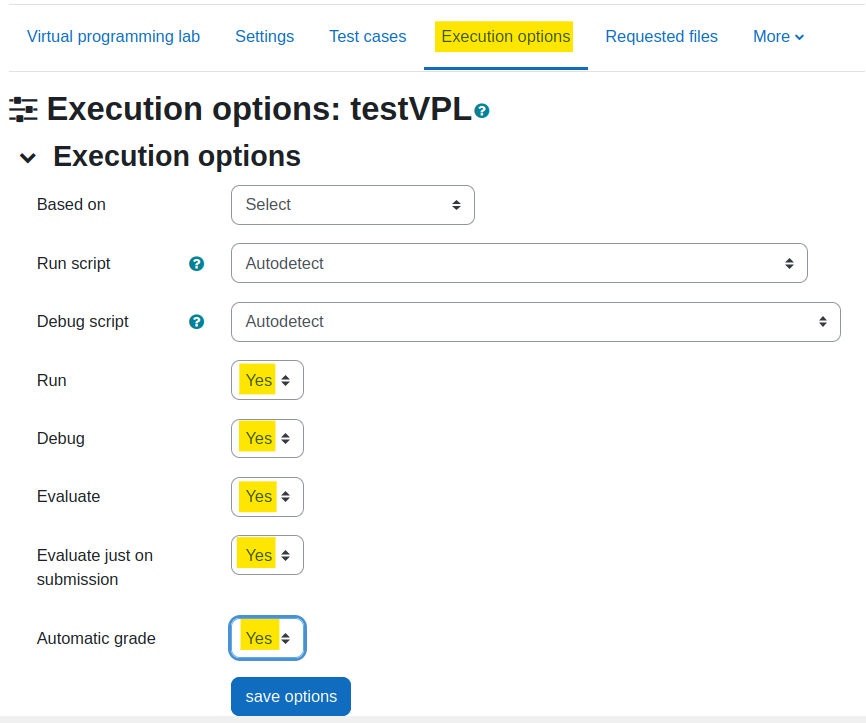 Virtual programming lab Settings Test cases Execution options Requested files More
Execution options: testVPL
Execution options
Based on Select
Run script Autodetect
Debug script Autodetect
Run Yes
Debug Yes
Evaluate Yes
Evaluate just on Yes
submission
Automatic grade Yes
save options